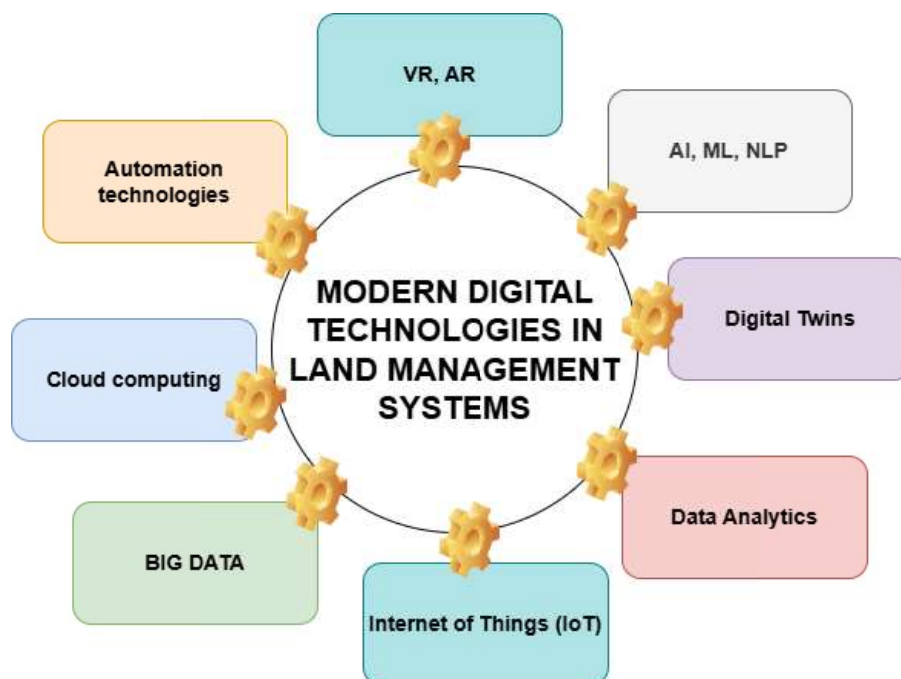 VR, AR
AI, ML, NLP
Automation
technologies
MODERN DIGITAL
TECHNOLOGIES IN
LAND MANAGEMENT
SYSTEMS
Digital Twins
Cloud computing
Data Analytics
BIG DATA
Internet of Things (IoT)